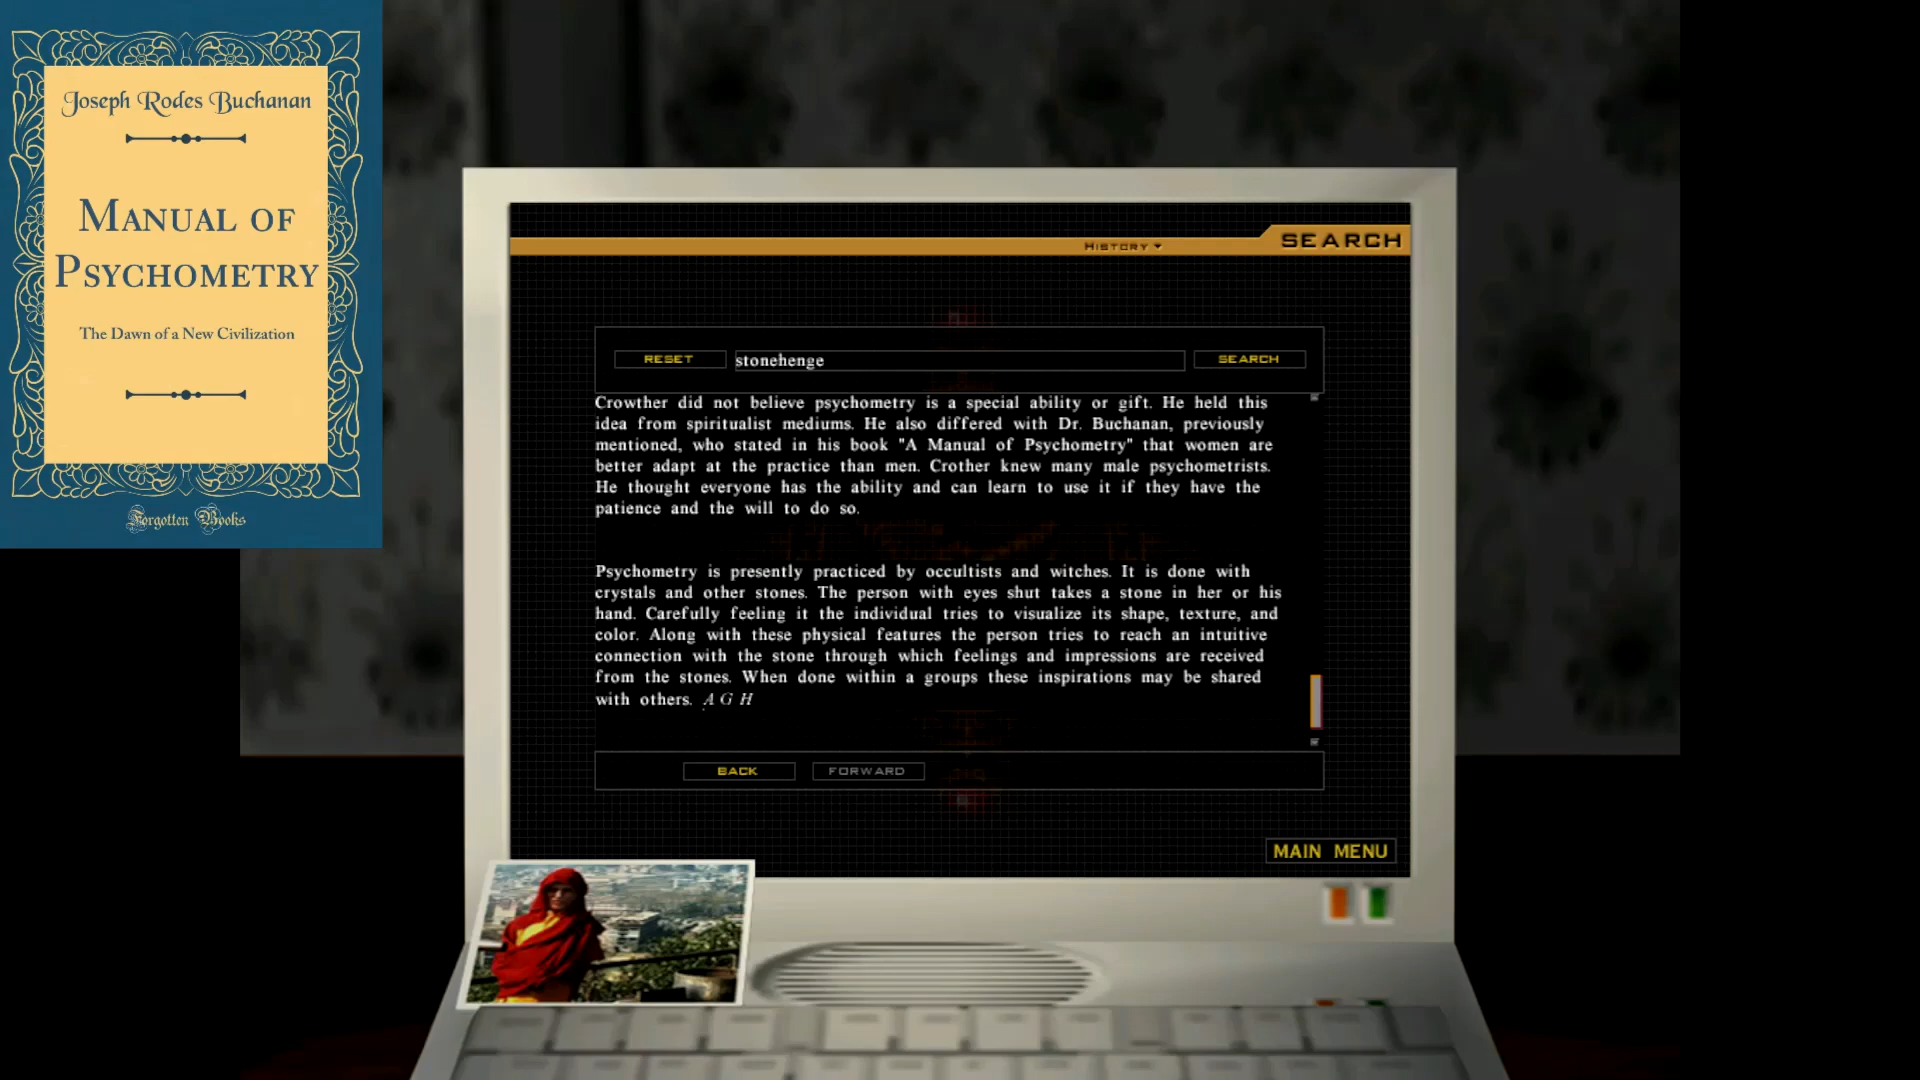 Joseph Rodes Buchanan
Manual of
Psychometry
The Dawn of a New Civilization
Forgotten Books
History
SEARCH
RESET
stonehenge
SEARCH
Crowther did not believe psychometry is a special ability or gift. He held this
idea from spiritualist mediums. He also differed with Dr. Buchanan, previously
mentioned, who stated in his book "A Manual of Psychometry" that women are
better adapt at the practice than men. Crother knew many male psychometrists.
He thought everyone has the ability and can learn to use it if they have the
patience and the will to do so.
Psychometry is presently practiced by occultists and witches. It is done with
crystals and other stones. The person with eyes shut takes a stone in her or his
hand. Carefully feeling it the individual tries to visualize its shape, texture, and
color. Along with these physical features the person tries to reach an intuitive
connection with the stone through which feelings and impressions are received
from the stones. When done within a groups these inspirations may be shared
with others. A G H
BACK
FORWARD
MAIN MENU